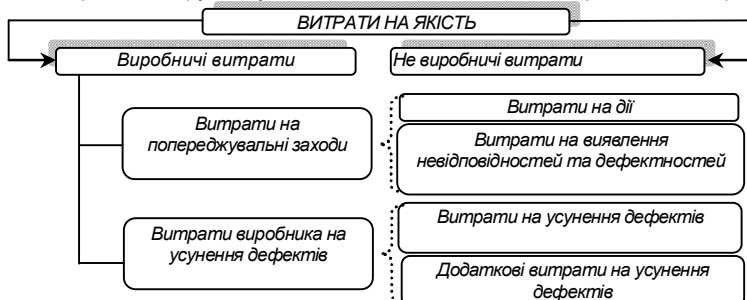 ВИТРАТИ НА ЯКІСТЬ
Виробничі витрати
Не виробничі витрати
Витрати на
попереджувальні заходи
Витрати на дії
Витрати на виявлення
невідповідностей та дефектностей
Витрати виробника на
усунення дефектів
Витрати на усунення дефектів
Додаткові витрати на усунення
дефектів